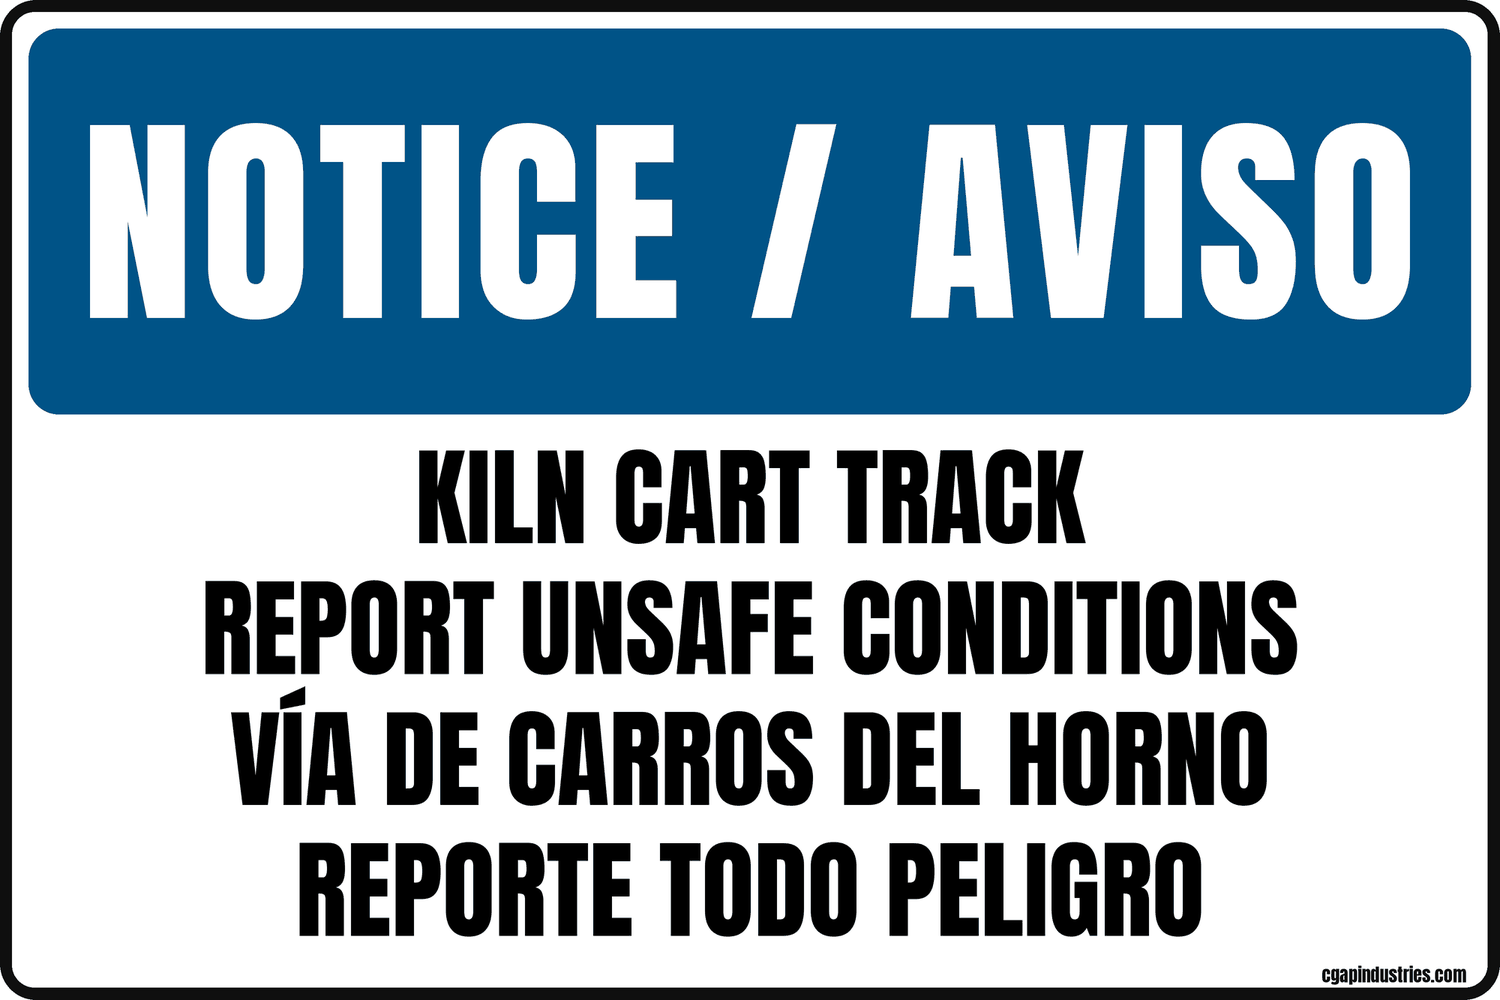 NOTICE / AVISO
KILN CART TRACK
REPORT UNSAFE CONDITIONS
VÍA DE CARROS DEL HORNO
REPORTE TODO PELIGRO
cgapindustries.com